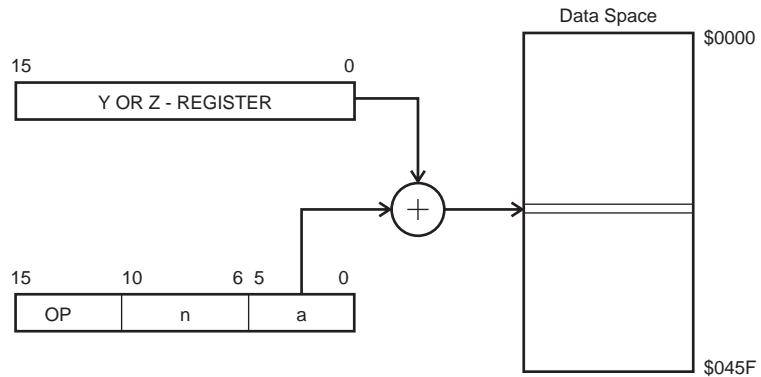 Data Space
$0000
15 0
Y OR Z - REGISTER
+
15 10 6 5 0
OP n a
$045F